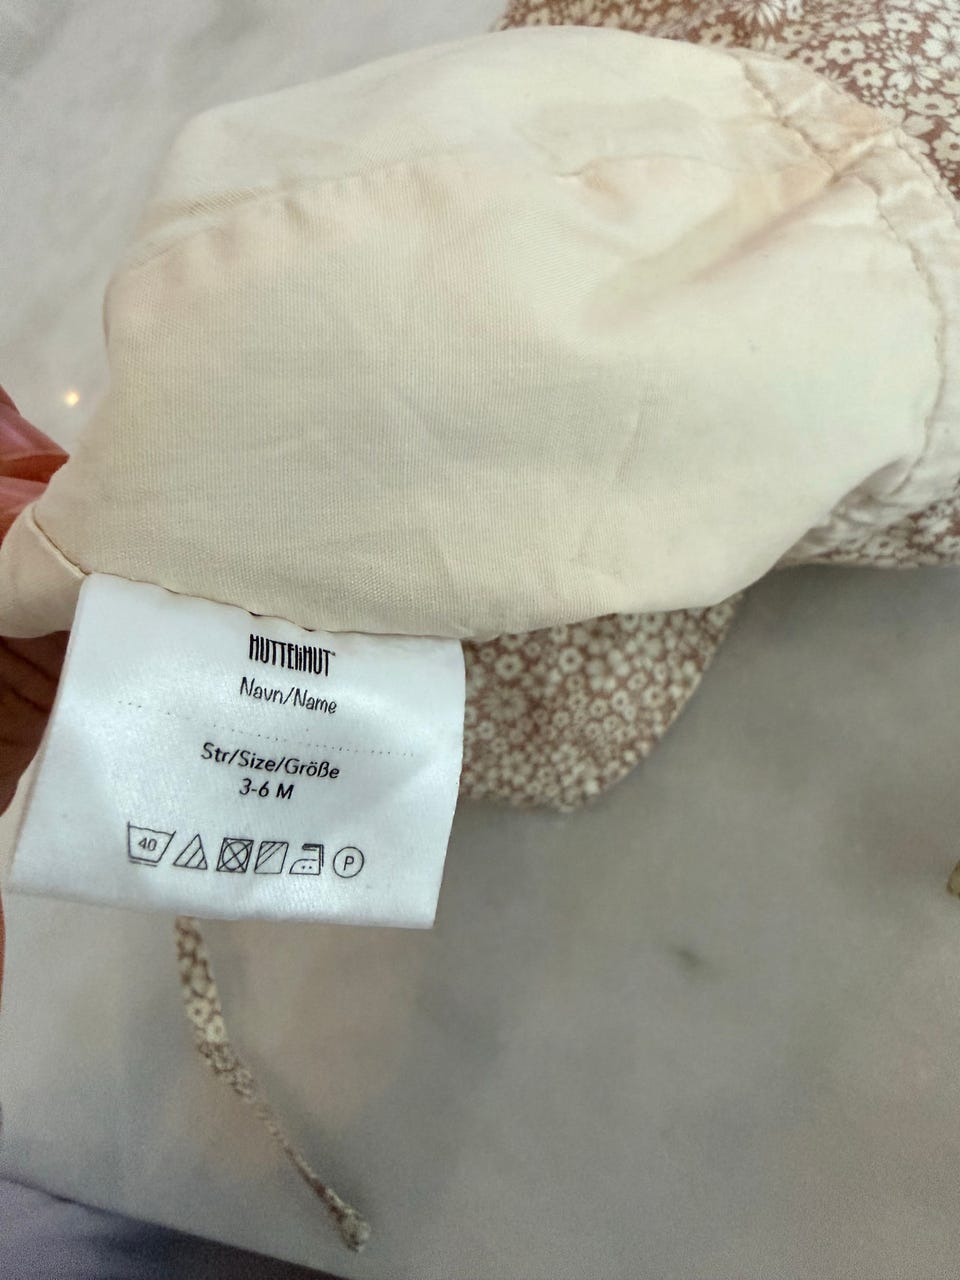 HUTTEliHUT
Navn/Name
Str/Size/Größe
3-6 M
40 P